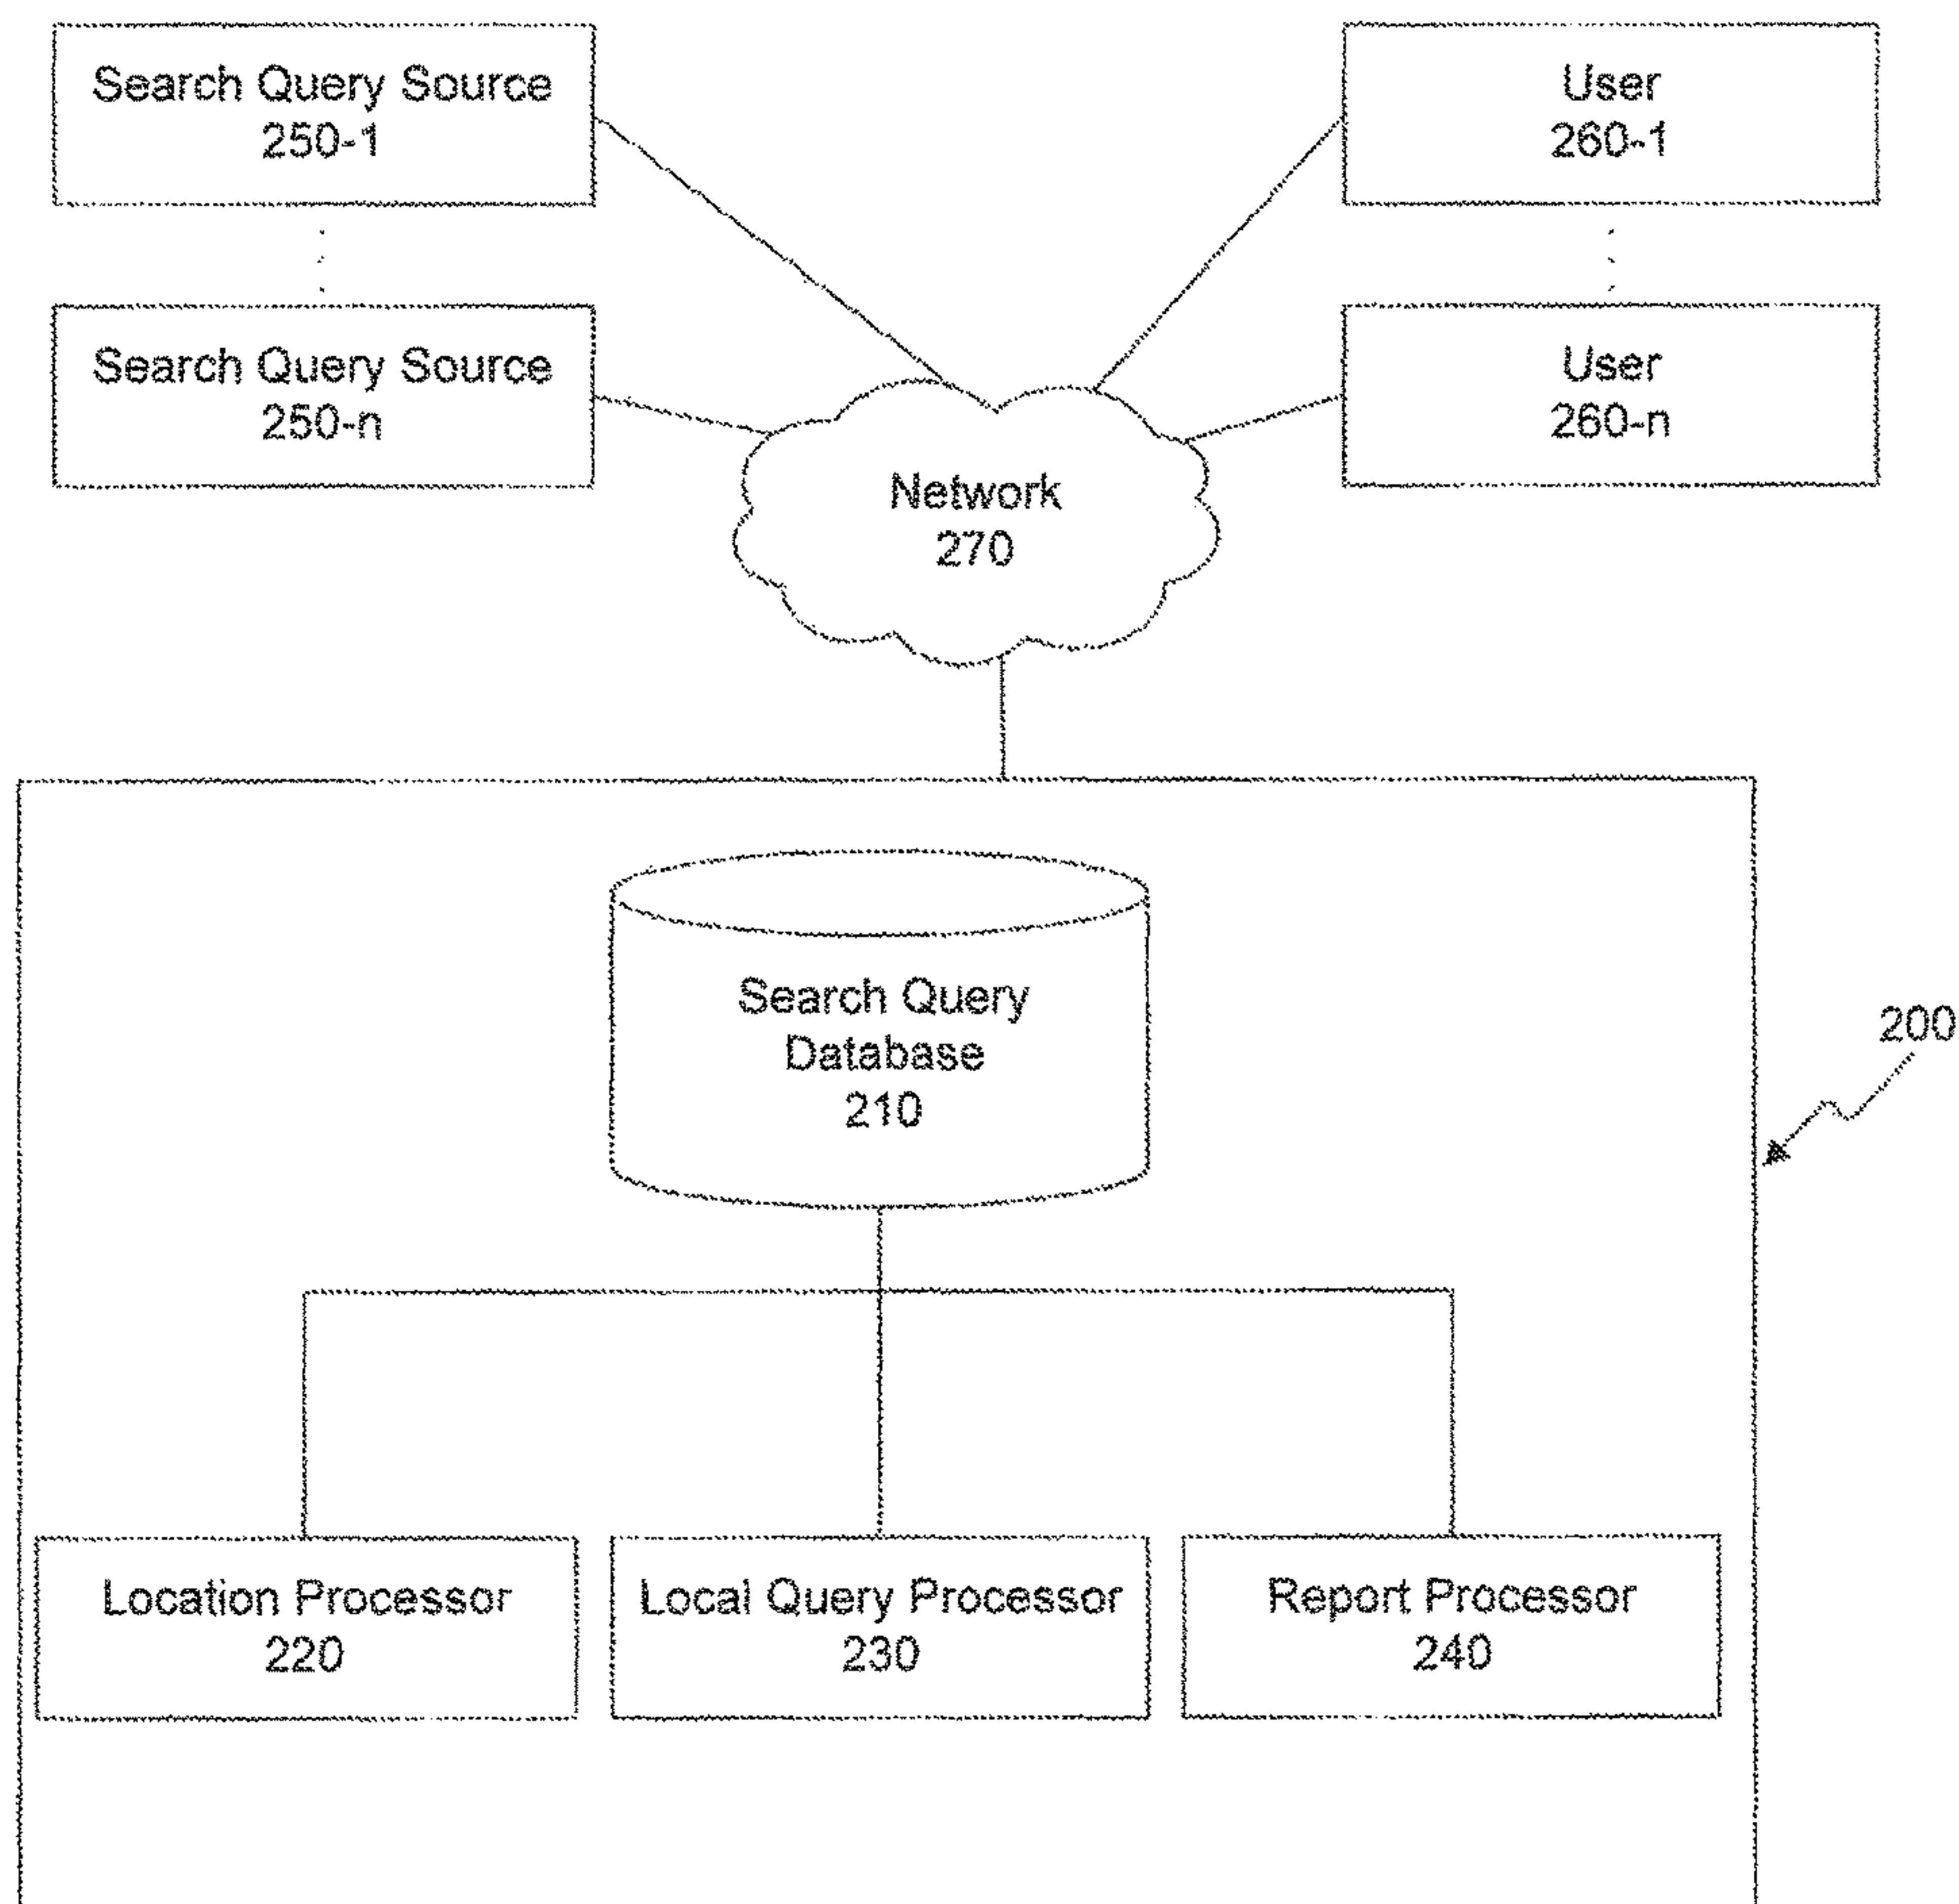 Search Query Source
250-1
User
260-1
Search Query Source
250-n
User
260-n
Network
270
Search Query
Database
210
200
Location Processor
220
Local Query Processor
230
Report Processor
240